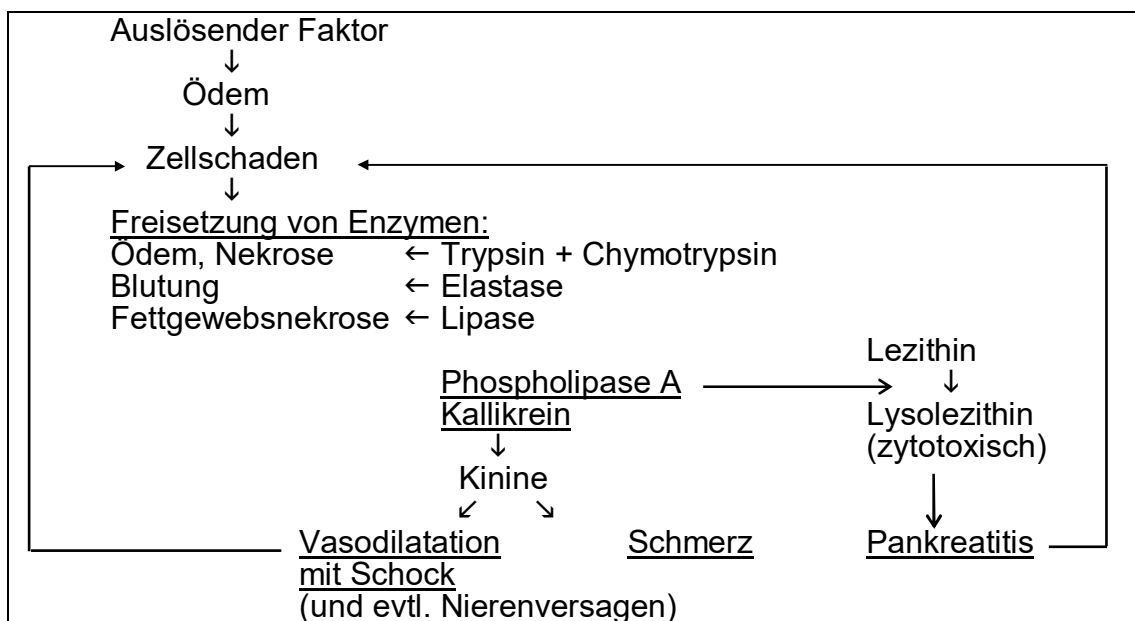 Auslösender Faktor
↓
Ödem
↓
Zellschaden
↓
Freisetzung von Enzymen:
Ödem, Nekrose ← Trypsin + Chymotrypsin
Blutung ← Elastase
Fettgewebsnekrose ← Lipase
Lezithin
Phospholipase A → ↓
Kallikrein Lysolezithin
↓ (zytotoxisch)
Kinine ↓
↙ ↘
Vasodilatation Schmerz Pankreatitis
mit Schock
(und evtl. Nierenversagen)